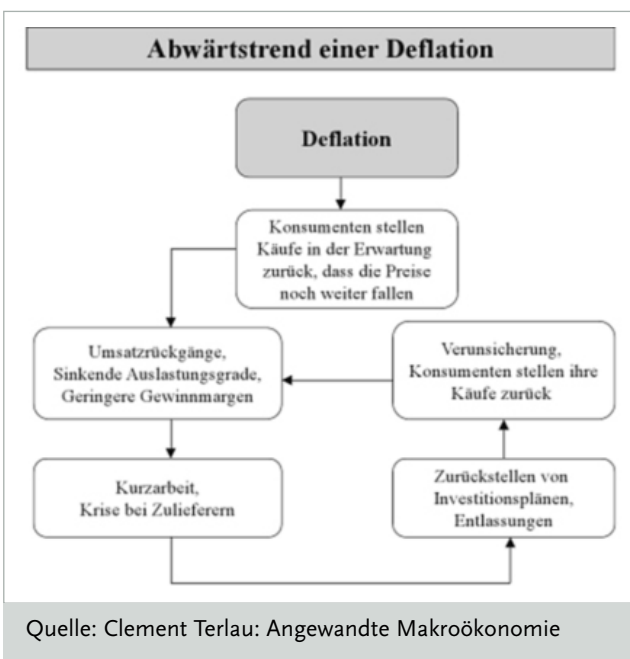 Abwärtstrend einer Deflation
Deflation
Konsumenten stellen
Käufe in der Erwartung
zurück, dass die Preise
noch weiter fallen
Umsatzrückgänge,
Sinkende Auslastungsgrade,
Geringere Gewinnmargen
Verunsicherung,
Konsumenten stellen ihre
Käufe zurück
Kurzarbeit,
Krise bei Zulieferern
Zurückstellen von
Investitionsplänen,
Entlassungen
Quelle: Clement Terlau: Angewandte Makroökonomie